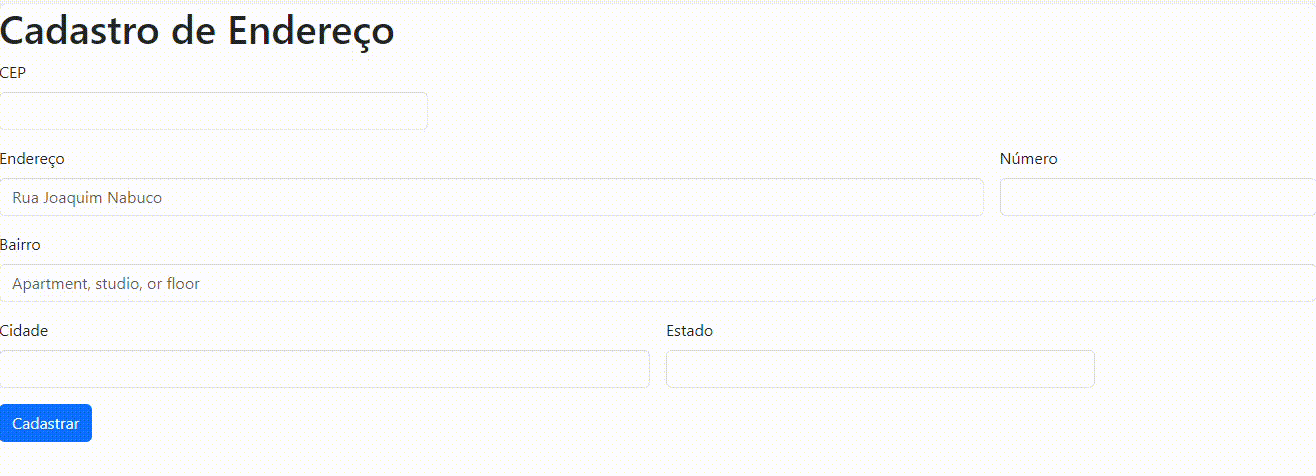 Cadastro de Endereço
CEP
Endereço
Número
Rua Joaquim Nabuco
Bairro
Apartment, studio, or floor
Cidade
Estado
Cadastrar